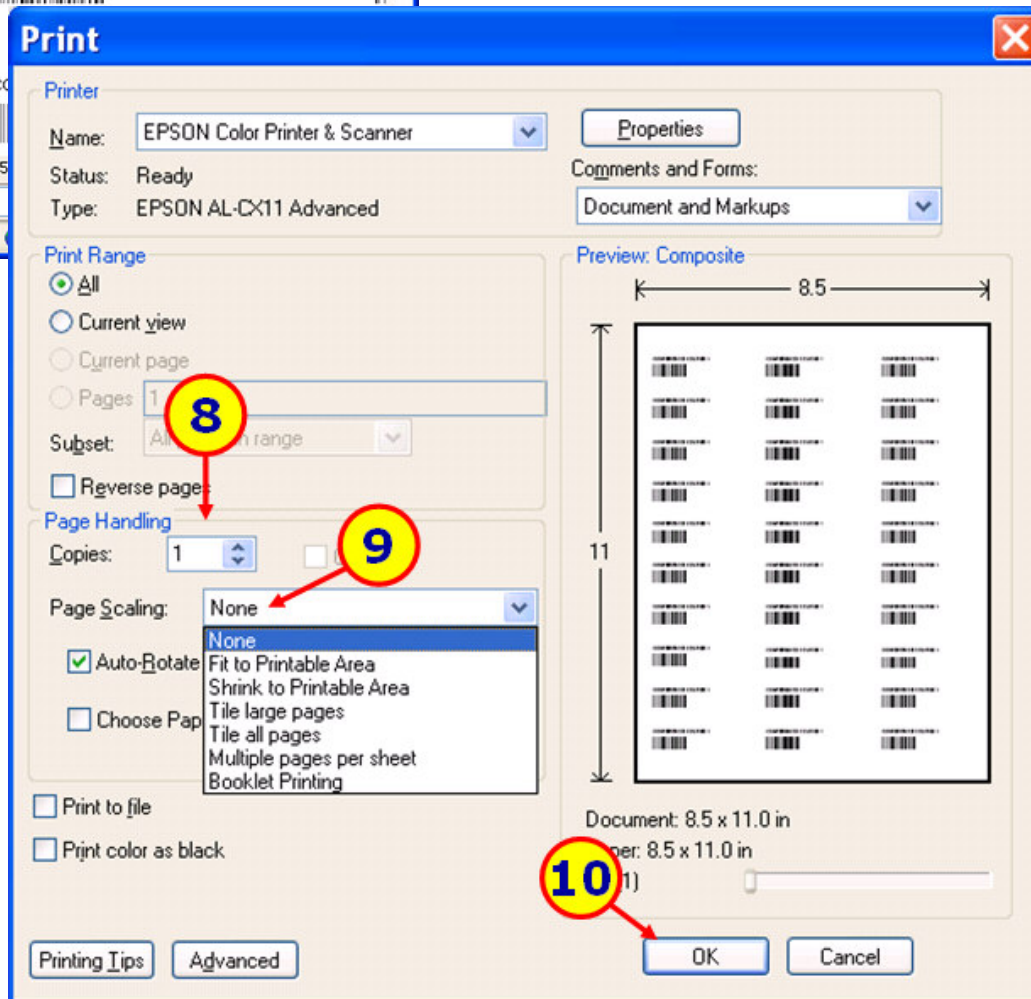 Print
Printer
Name: EPSON Color Printer & Scanner
Properties
Status: Ready
Comments and Forms:
Type: EPSON AL-CX11 Advanced
Document and Markups
Print Range
All
Current view
Current page
Pages 1
8
Subset: range
Reverse pages
Page Handling
Copies: 1
9
Page Scaling: None
None
Fit to Printable Area
Shrink to Printable Area
Tile large pages
Tile all pages
Multiple pages per sheet
Booklet Printing
Auto-Rotate
Choose Pap
Print to file
Print color as black
Preview: Composite
8.5
11
Document: 8.5 x 11.0 in
per: 8.5 x 11.0 in
10
1)
Printing Tips
Advanced
OK
Cancel